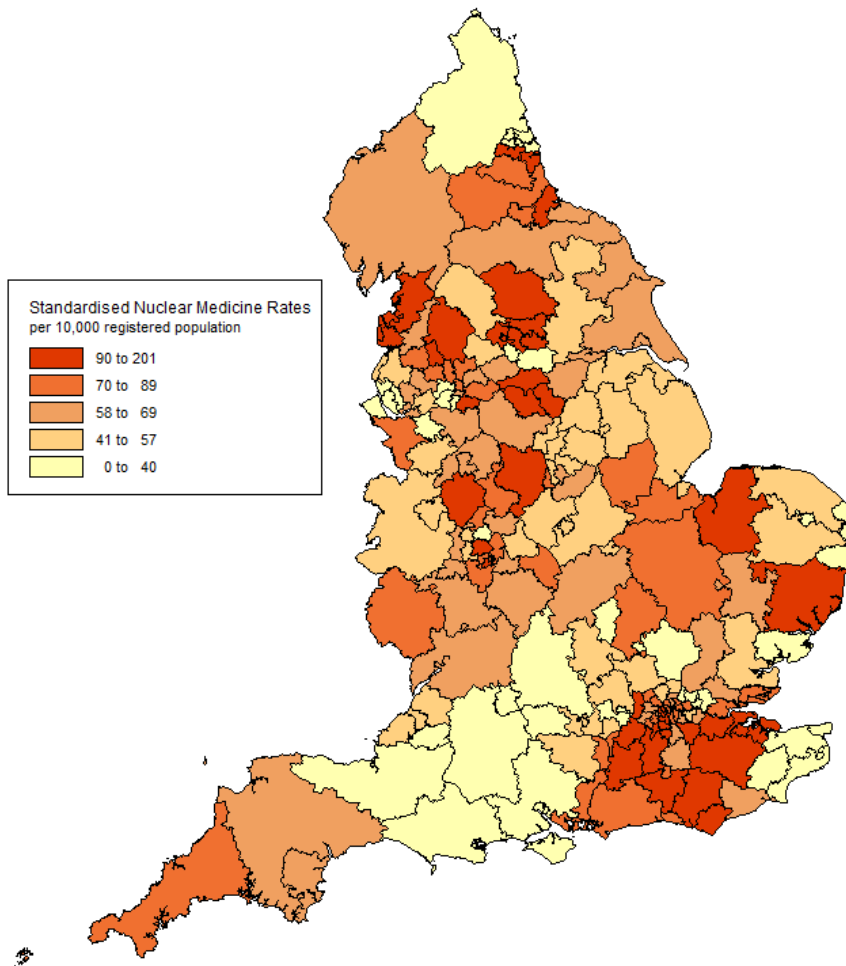 Standardised Nuclear Medicine Rates
per 10,000 registered population
90 to 201
70 to 89
58 to 69
41 to 57
0 to 40